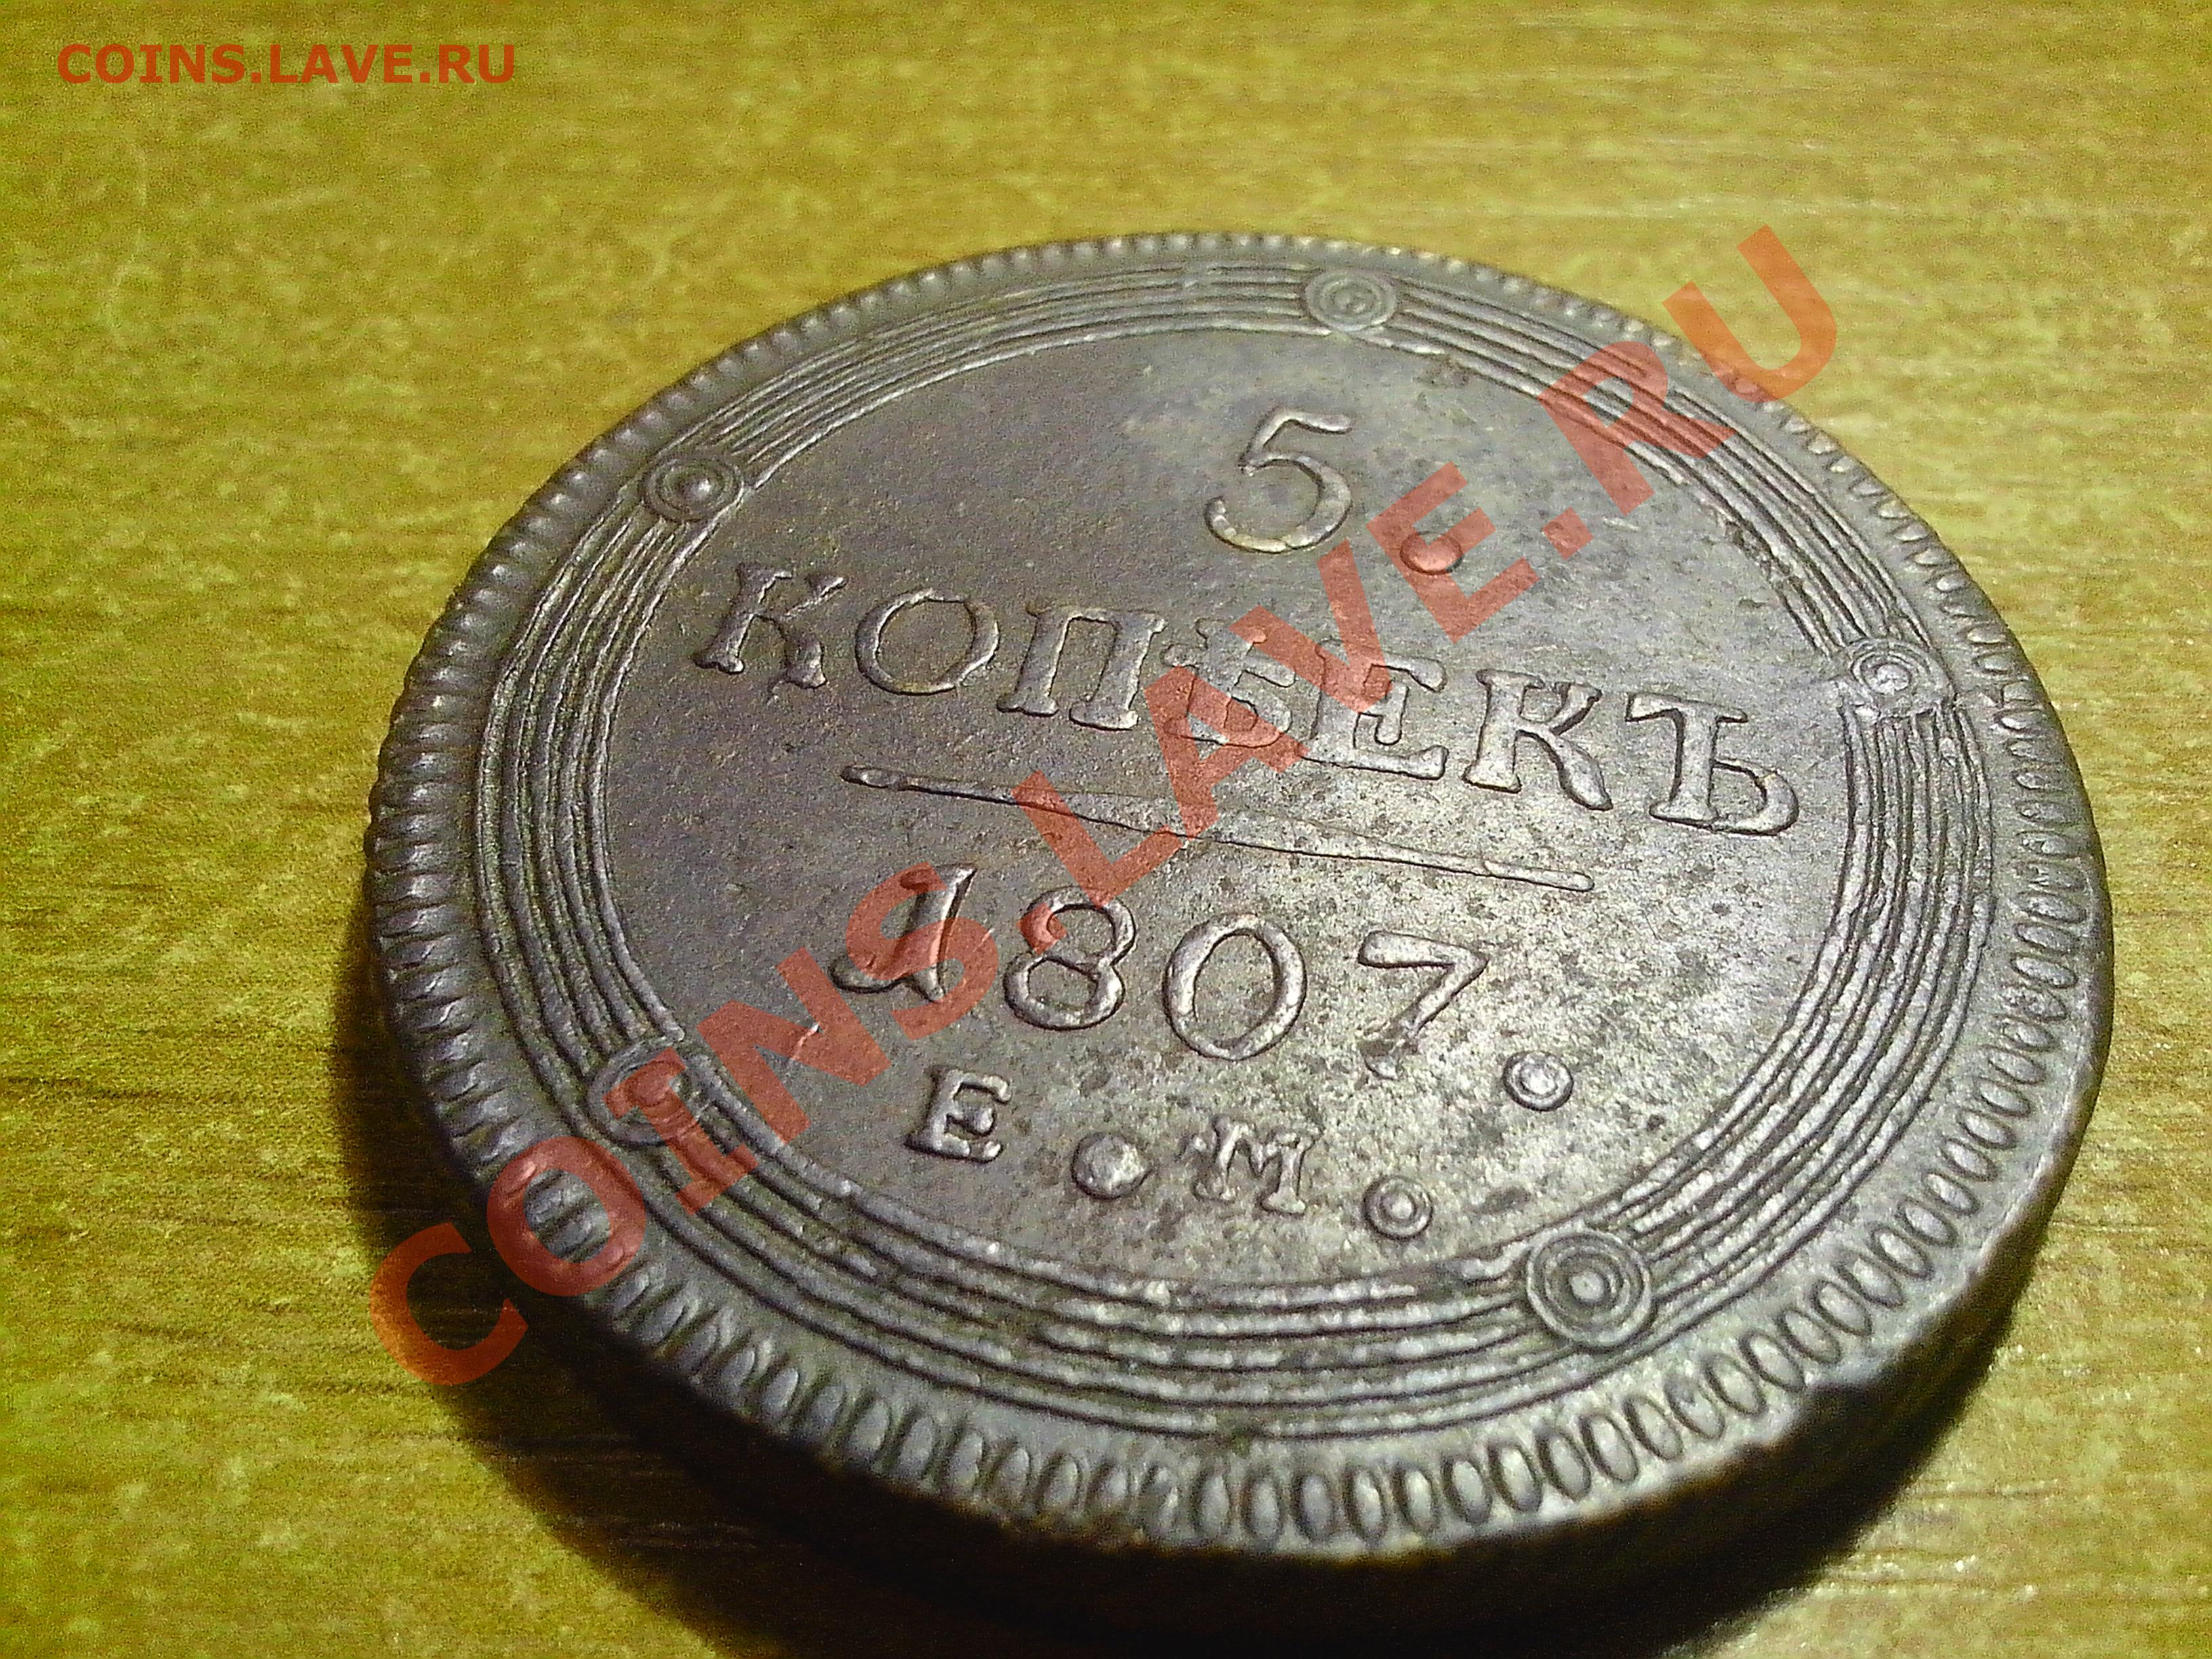 COINS.LAVE.RU
5.
КОПѢЕКЪ
1807.
Е.М.
COINS.LAVE.RU